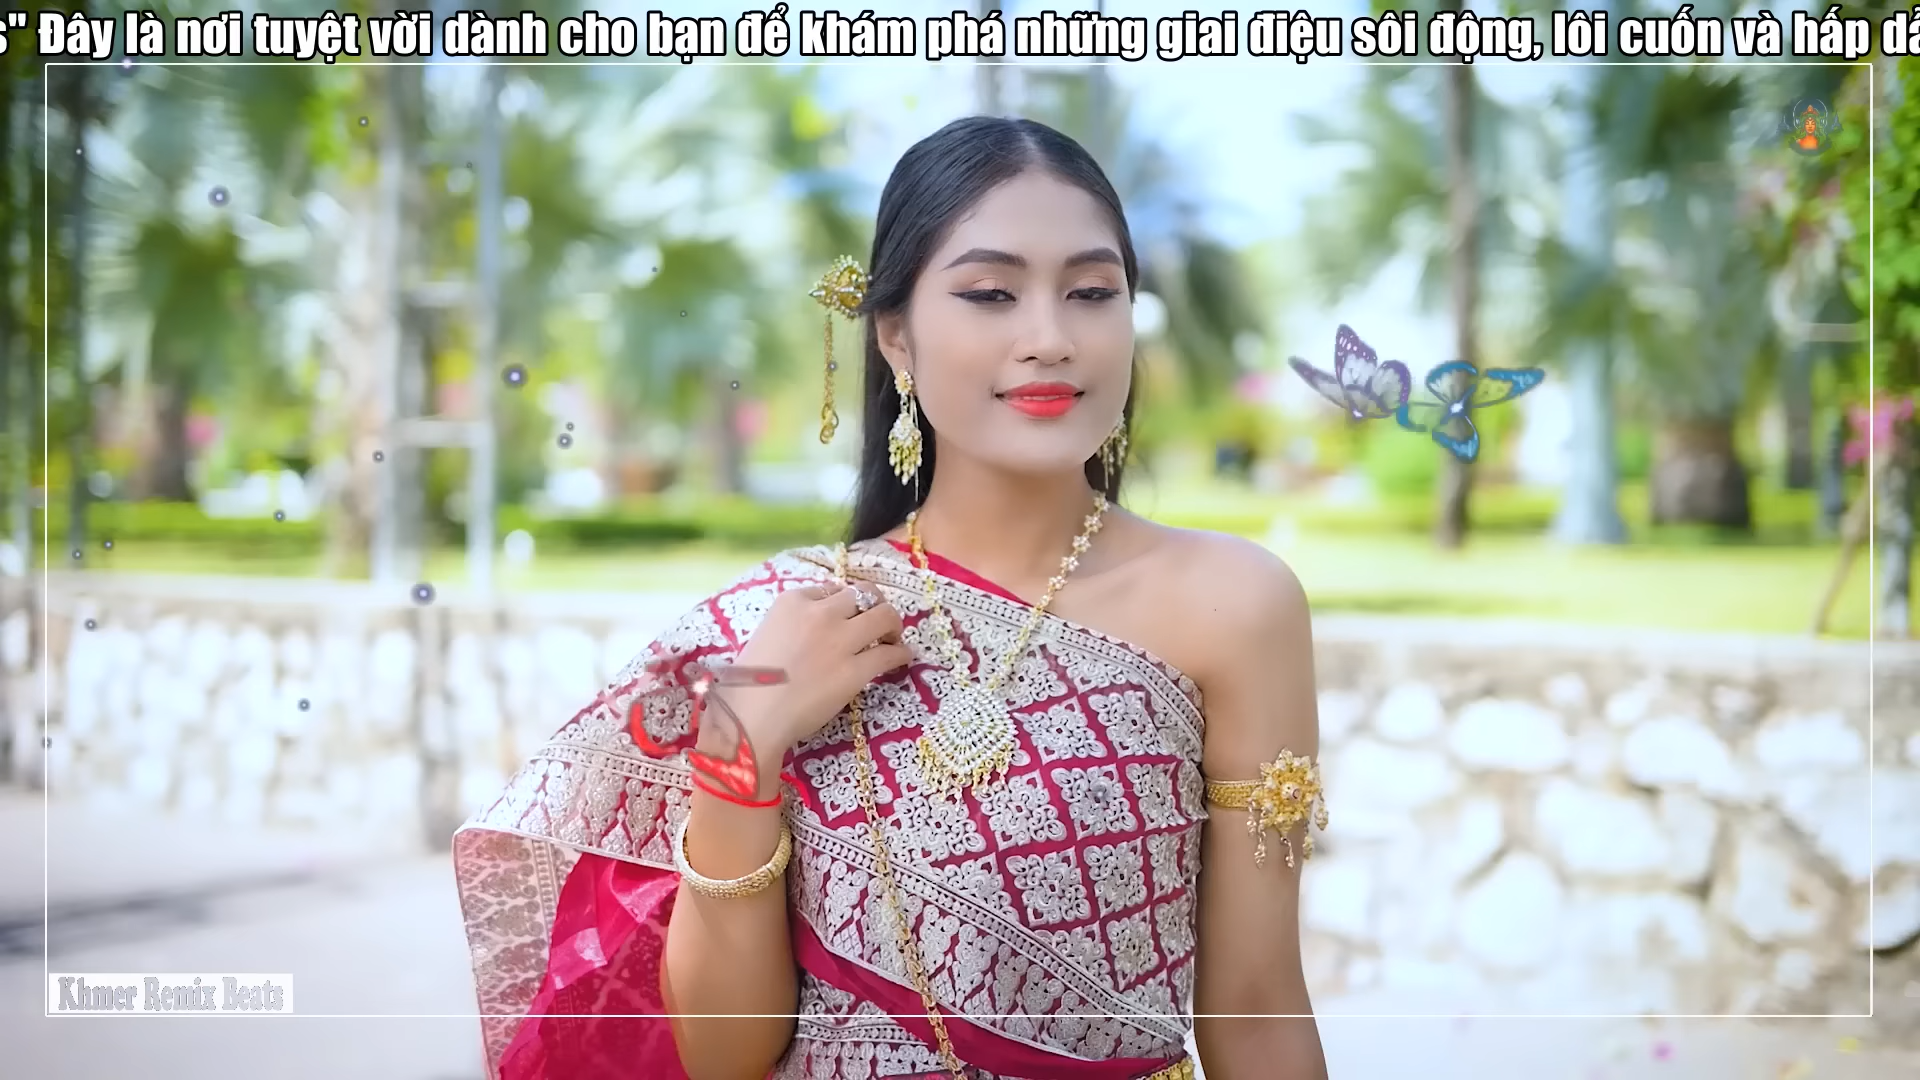 s" Đây là nơi tuyệt vời dành cho bạn để khám phá những giai điệu sôi động, lôi cuốn và hấp dẫ
Khmer Remix Beats